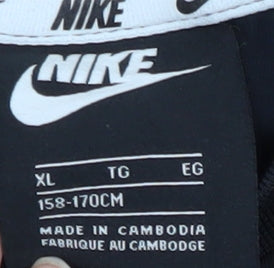 NIKE
NIKE
XL TG EG
158-170CM
MADE IN CAMBODIA
FABRIQUE AU CAMBODGE